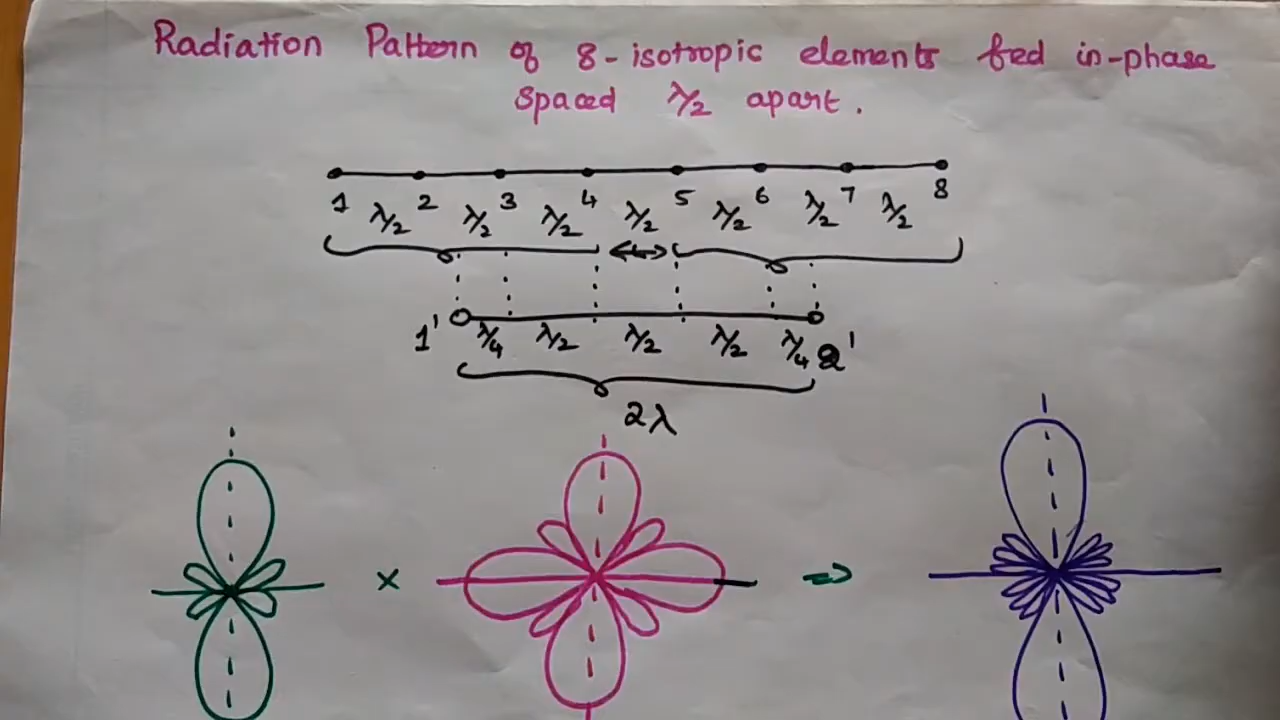 Radiation Pattern of 8-isotropic elements fed in-phase
spaced λ/2 apart.
1 λ/2 2 λ/2 3 λ/2 4 λ/2 5 λ/2 6 λ/2 7 λ/2 8
1' λ/4 λ/2 λ/2 λ/2 λ/4 2'
2λ
× ⇒